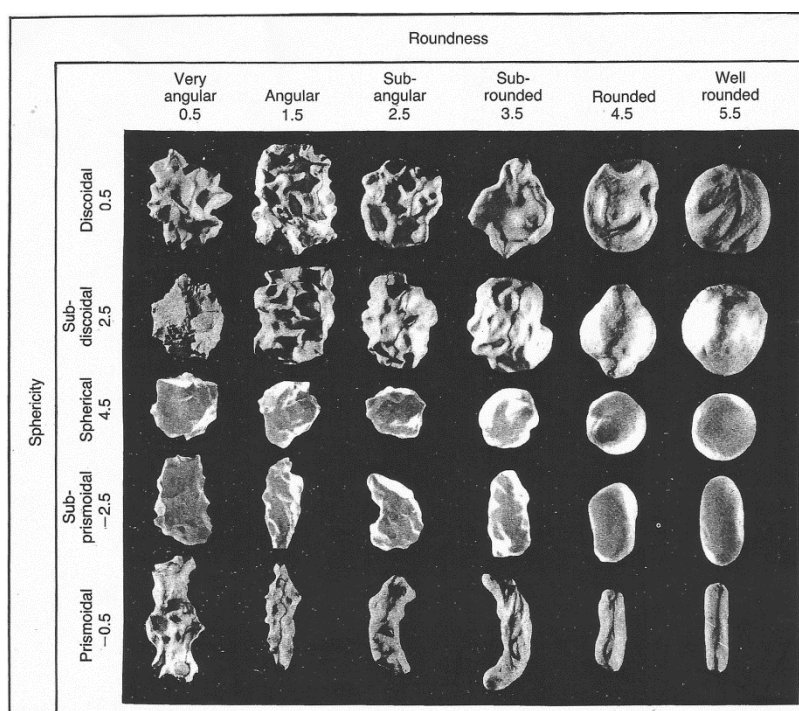 Roundness
Very
angular
0.5
Angular
1.5
Sub-
angular
2.5
Sub-
rounded
3.5
Rounded
4.5
Well
rounded
5.5
Sphericity
Discoidal
0.5
Sub-
discoidal
2.5
Spherical
4.5
Sub-
prismoidal
−2.5
Prismoidal
−0.5